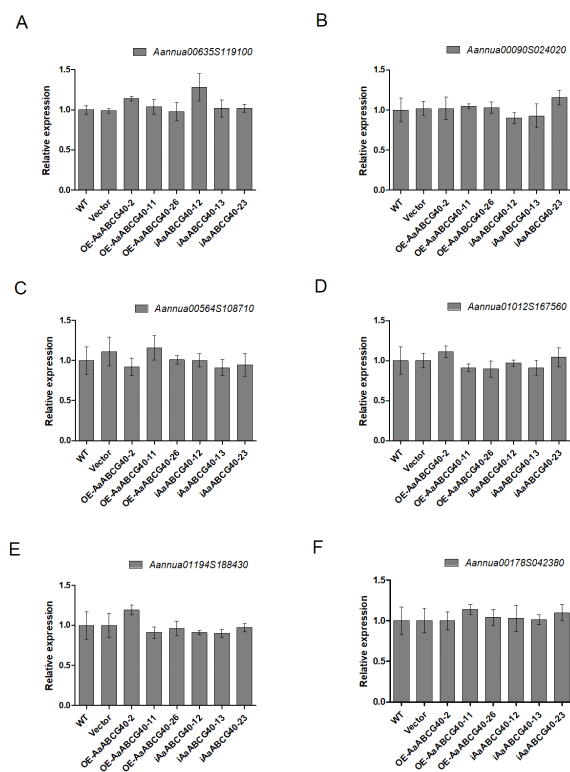 A
Aannua00635S119100
Relative expression
1.5
1.0
0.5
0.0
WT
Vector
OE-AaABCG40-2
OE-AaABCG40-11
OE-AaABCG40-26
iAaABCG40-12
iAaABCG40-13
iAaABCG40-23
B
Aannua00090S024020
Relative expression
1.5
1.0
0.5
0.0
WT
Vector
OE-AaABCG40-2
OE-AaABCG40-11
OE-AaABCG40-26
iAaABCG40-12
iAaABCG40-13
iAaABCG40-23
C
Aannua00564S108710
Relative expression
1.5
1.0
0.5
0.0
WT
Vector
OE-AaABCG40-2
OE-AaABCG40-11
OE-AaABCG40-26
iAaABCG40-12
iAaABCG40-13
iAaABCG40-23
D
Aannua01012S167560
Relative expression
1.5
1.0
0.5
0.0
WT
Vector
OE-AaABCG40-2
OE-AaABCG40-11
OE-AaABCG40-26
iAaABCG40-12
iAaABCG40-13
iAaABCG40-23
E
Aannua01194S188430
Relative expression
1.5
1.0
0.5
0.0
WT
Vector
OE-AaABCG40-2
OE-AaABCG40-11
OE-AaABCG40-26
iAaABCG40-12
iAaABCG40-13
iAaABCG40-23
F
Aannua00178S042380
Relative expression
1.5
1.0
0.5
0.0
WT
Vector
OE-AaABCG40-2
OE-AaABCG40-11
OE-AaABCG40-26
iAaABCG40-12
iAaABCG40-13
iAaABCG40-23